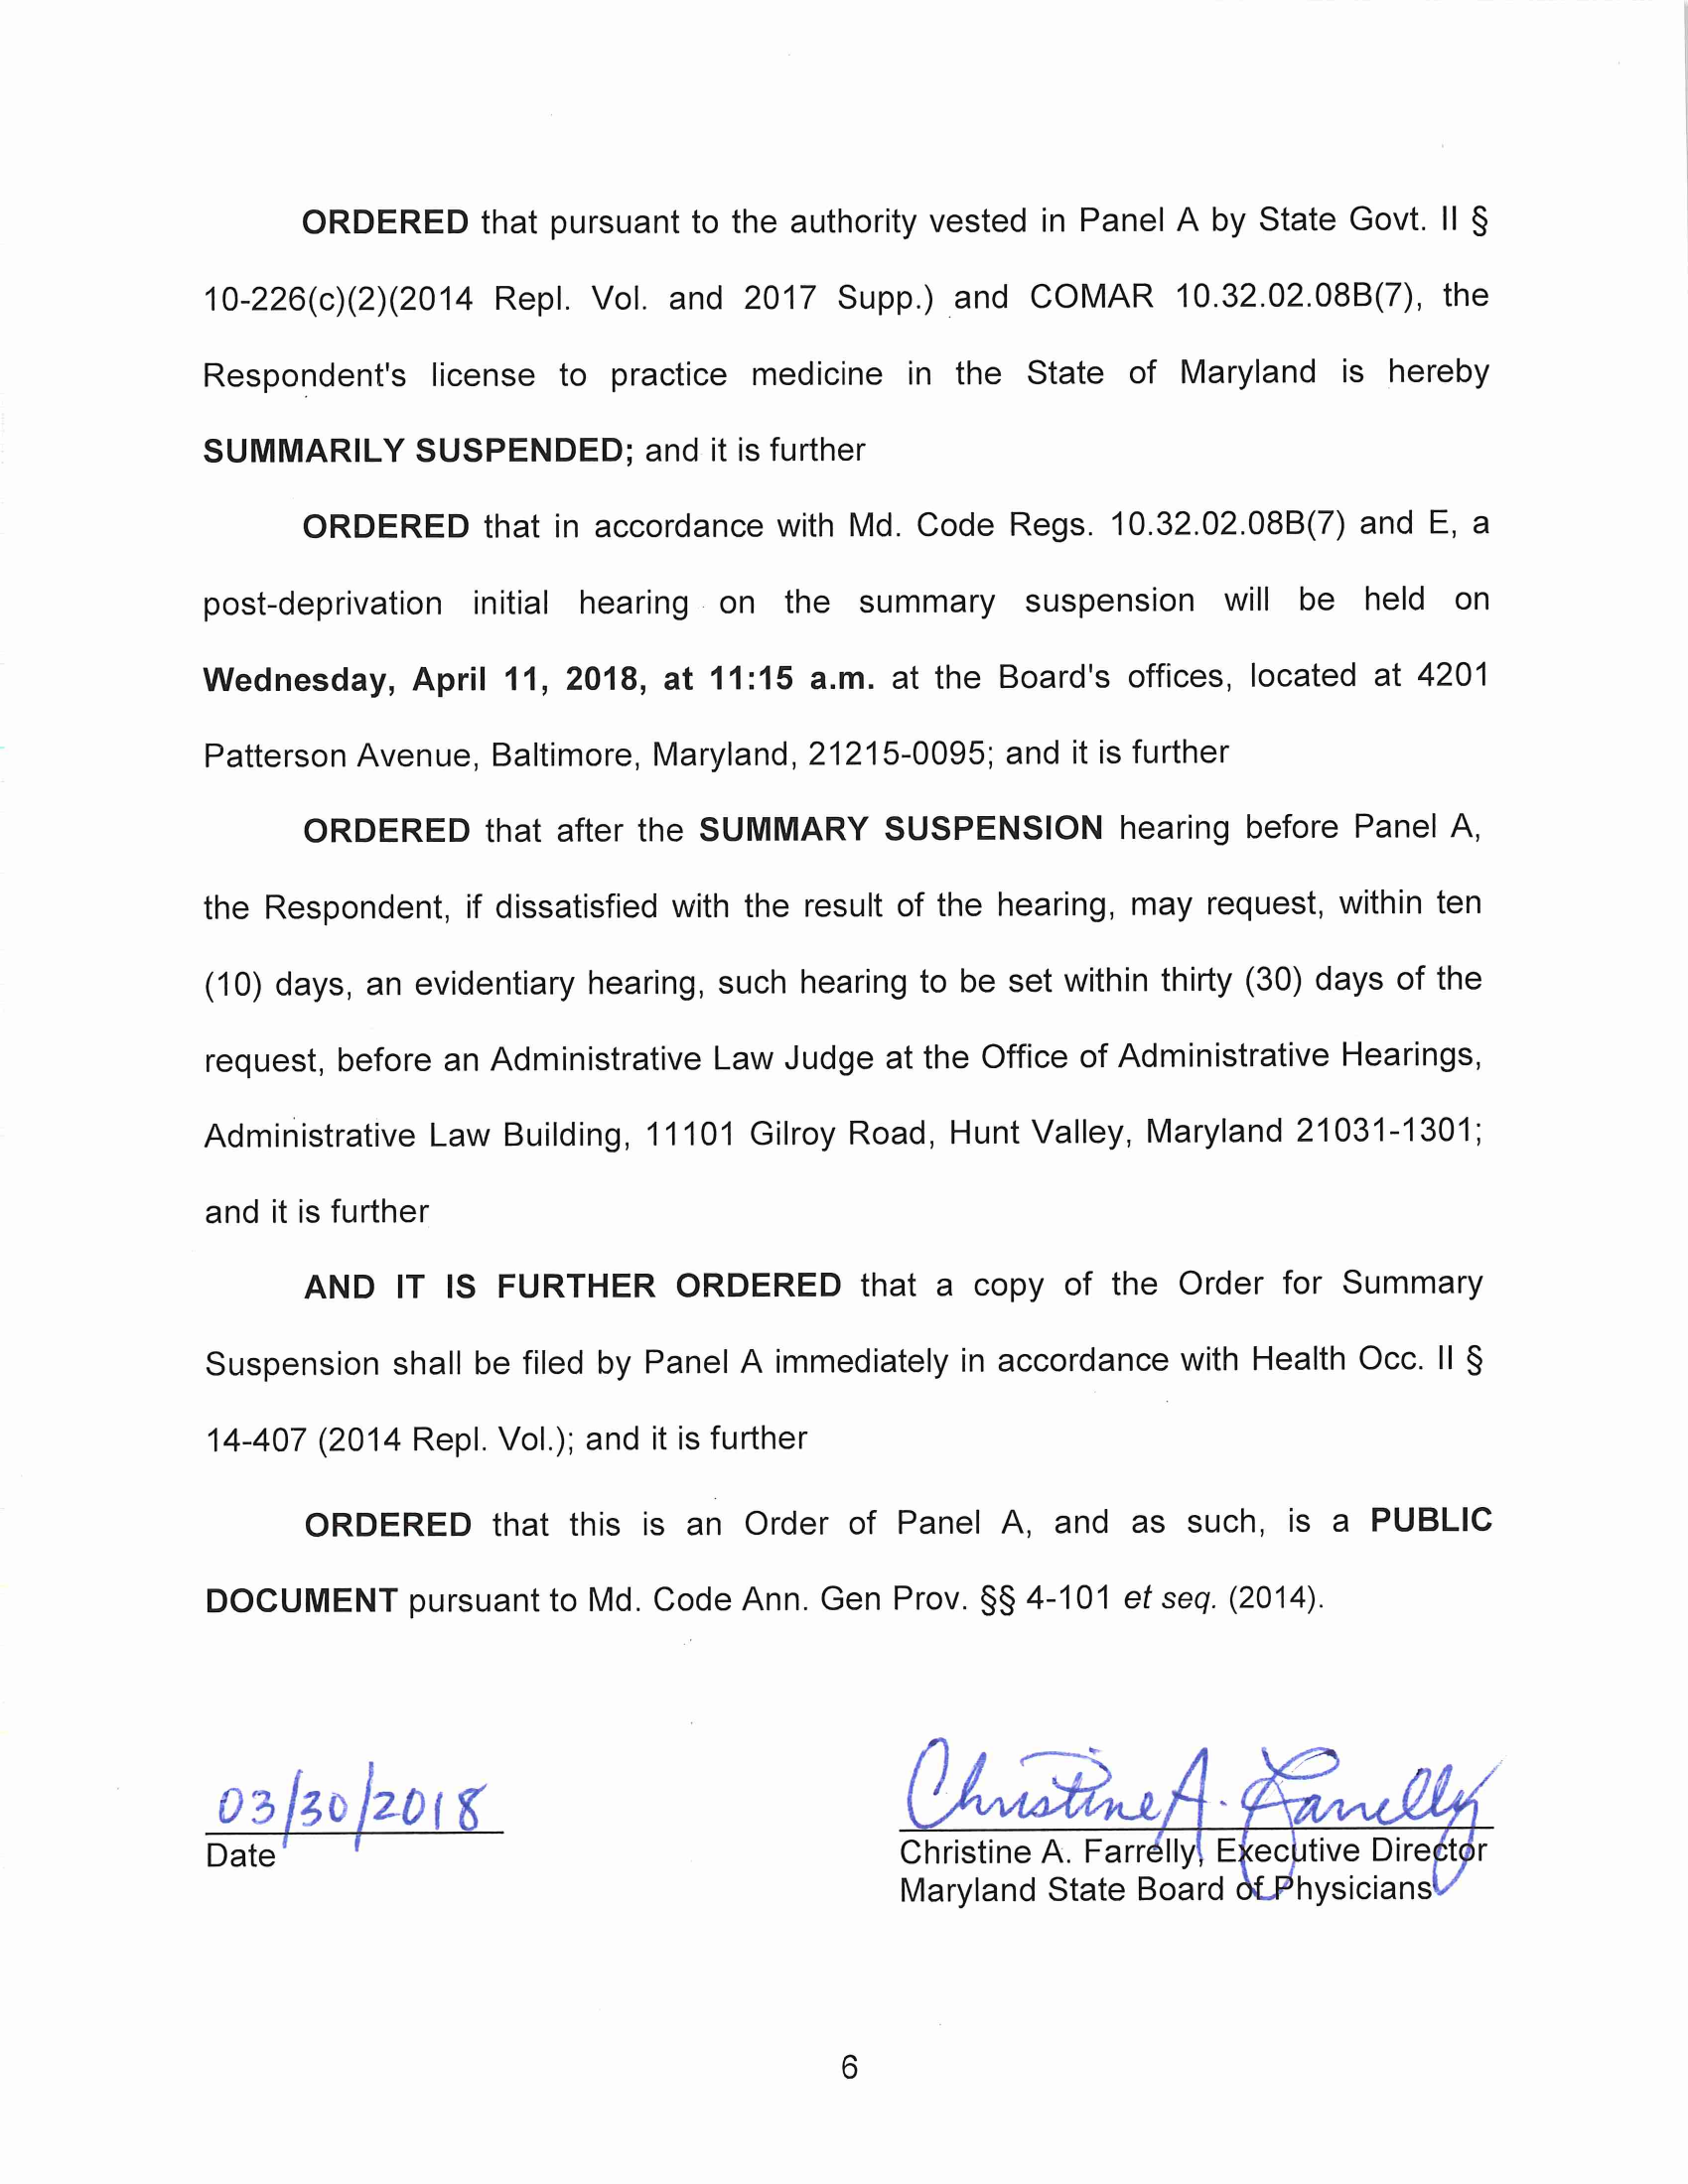 ORDERED that pursuant to the authority vested in Panel A by State Govt. II §
10-226(c)(2)(2014 Repl. Vol. and 2017 Supp.) and COMAR 10.32.02.08B(7), the
Respondent's license to practice medicine in the State of Maryland is hereby
SUMMARILY SUSPENDED; and it is further
ORDERED that in accordance with Md. Code Regs. 10.32.02.08B(7) and E, a
post-deprivation initial hearing on the summary suspension will be held on
Wednesday, April 11, 2018, at 11:15 a.m. at the Board's offices, located at 4201
Patterson Avenue, Baltimore, Maryland, 21215-0095; and it is further
ORDERED that after the SUMMARY SUSPENSION hearing before Panel A,
the Respondent, if dissatisfied with the result of the hearing, may request, within ten
(10) days, an evidentiary hearing, such hearing to be set within thirty (30) days of the
request, before an Administrative Law Judge at the Office of Administrative Hearings,
Administrative Law Building, 11101 Gilroy Road, Hunt Valley, Maryland 21031-1301;
and it is further
AND IT IS FURTHER ORDERED that a copy of the Order for Summary
Suspension shall be filed by Panel A immediately in accordance with Health Occ. II §
14-407 (2014 Repl. Vol.); and it is further
ORDERED that this is an Order of Panel A, and as such, is a PUBLIC
DOCUMENT pursuant to Md. Code Ann. Gen Prov. §§ 4-101 et seq. (2014).
03/30/2018
Date
Christine A. Farrelly
Christine A. Farrelly, Executive Director
Maryland State Board of Physicians
6